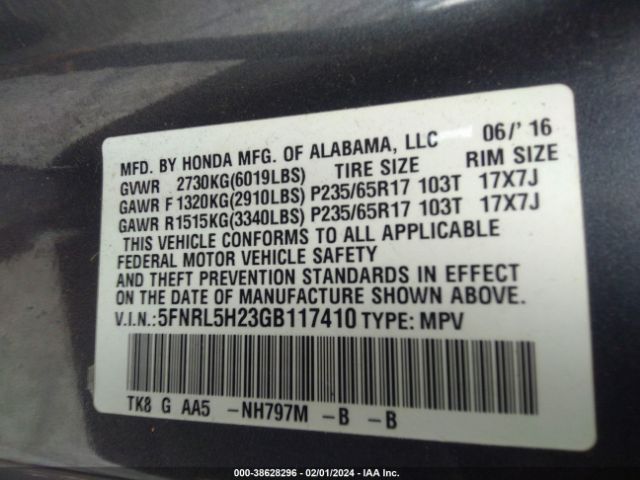 MFD. BY HONDA MFG. OF ALABAMA, LLC 06/' 16
GVWR 2730KG(6019LBS) TIRE SIZE RIM SIZE
GAWR F1320KG(2910LBS) P235/65R17 103T 17X7J
GAWR R1515KG(3340LBS) P235/65R17 103T 17X7J
THIS VEHICLE CONFORMS TO ALL APPLICABLE
FEDERAL MOTOR VEHICLE SAFETY
AND THEFT PREVENTION STANDARDS IN EFFECT
ON THE DATE OF MANUFACTURE SHOWN ABOVE.
V.I.N.:5FNRL5H23GB117410 TYPE: MPV
TK8 G AA5 -NH797M -B -B
000-38628296 - 02/01/2024 - IAA Inc.